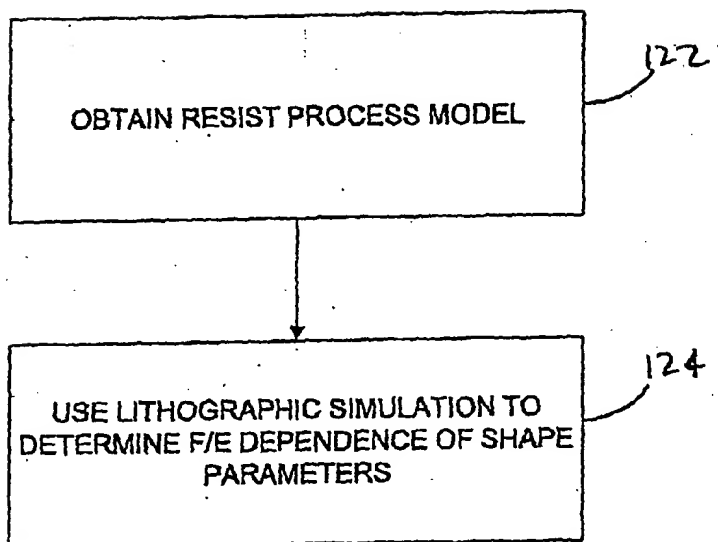 122
OBTAIN RESIST PROCESS MODEL
124
USE LITHOGRAPHIC SIMULATION TO
DETERMINE F/E DEPENDENCE OF SHAPE
PARAMETERS